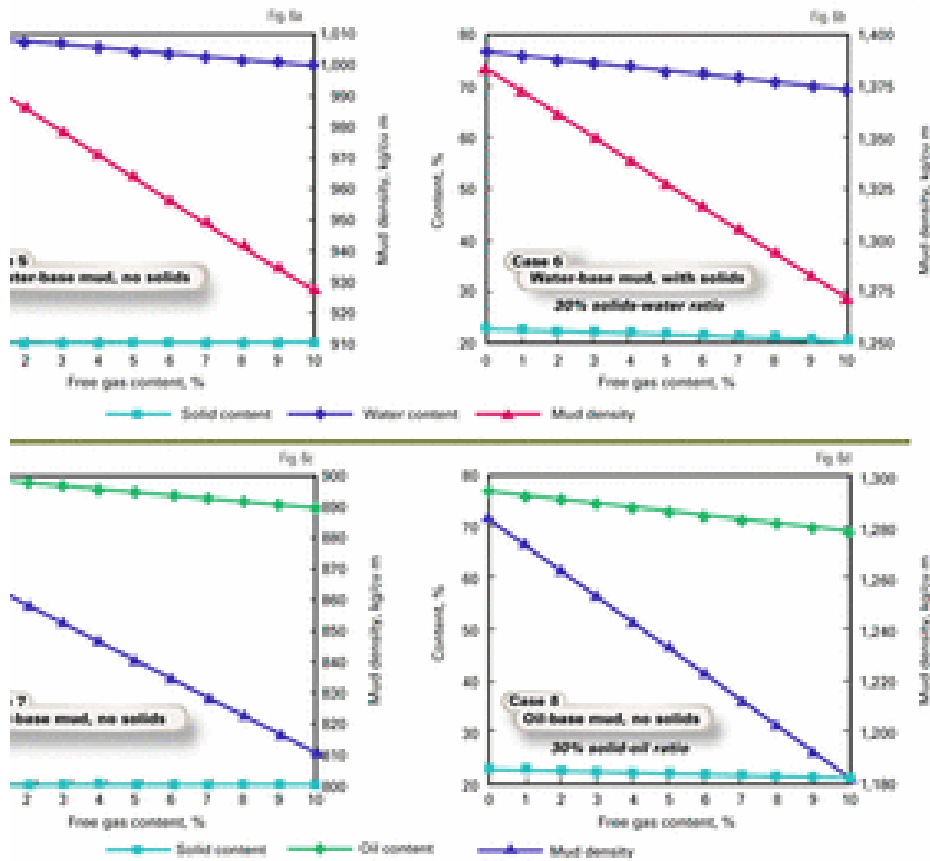 Fig. 5a
1,010
1,000
990
980
970
960
950
940
930
920
910
Mud density, kg/cu m
5
ter-base mud, no solids
2 3 4 5 6 7 8 9 10
Free gas content, %
Fig. 5b
80
70
60
50
40
30
20
Content, %
1,400
1,375
1,350
1,325
1,300
1,275
1,250
Mud density, kg/cu m
Case 6
Water-base mud, with solids
30% solids-water ratio
0 1 2 3 4 5 6 7 8 9 10
Free gas content, %
Solid content Water content Mud density
Fig. 5c
900
890
880
870
860
850
840
830
820
810
800
Mud density, kg/cu m
7
-base mud, no solids
2 3 4 5 6 7 8 9 10
Free gas content, %
Fig. 5d
80
70
60
50
40
30
20
Content, %
1,300
1,280
1,260
1,240
1,220
1,200
1,180
Mud density, kg/cu m
Case 8
Oil-base mud, no solids
30% solid-oil ratio
0 1 2 3 4 5 6 7 8 9 10
Free gas content, %
Solid content Oil content Mud density